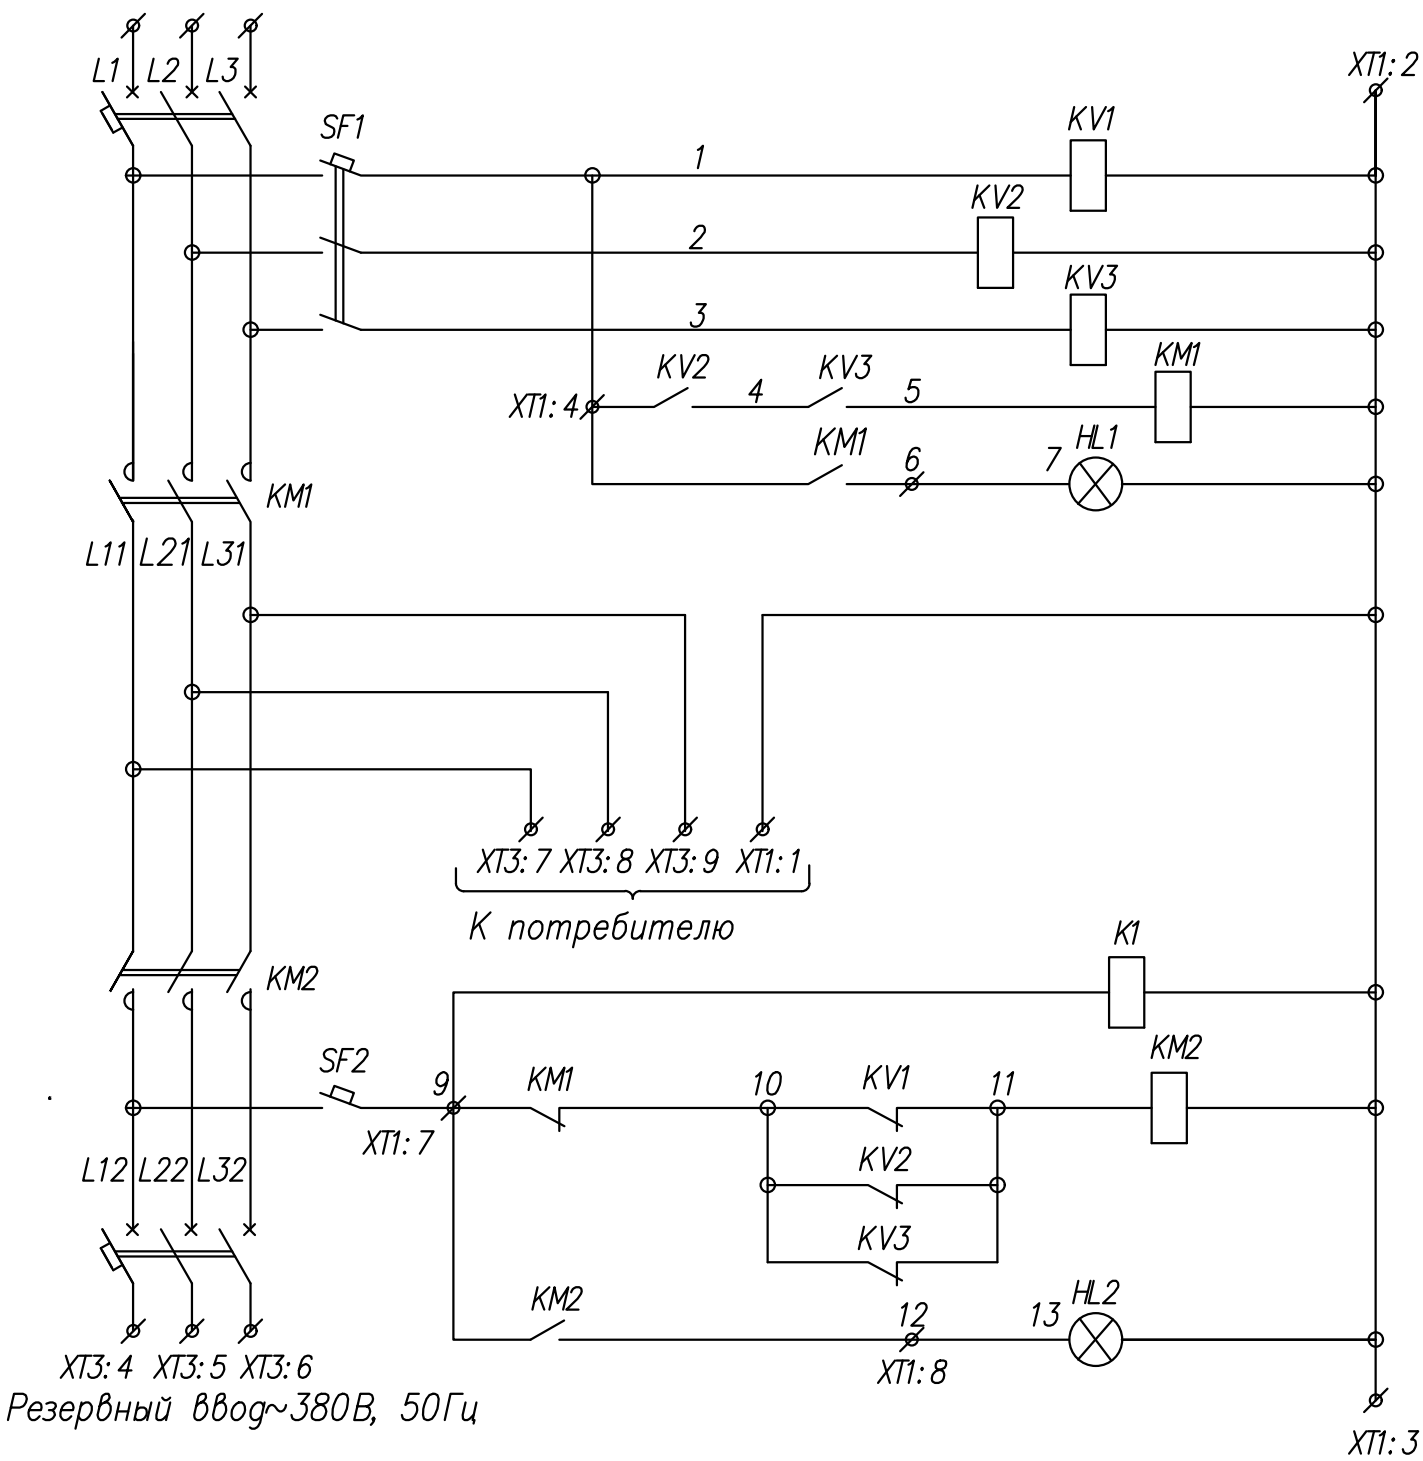 XT1: 2
L1 L2 L3
SF1
KV1
1
KV2
2
KV3
3
KM1
KV2 4 KV3 5
XT1: 4
KM1 6 7 HL1
KM1
L11 L21 L31
XT3: 7 XT3: 8 XT3: 9 XT1: 1
К потребителю
K1
KM2
KM2
SF2 9 KM1 10 KV1 11
XT1: 7
KV2
L12 L22 L32
KV3
KM2 12 13 HL2
XT3: 4 XT3: 5 XT3: 6
XT1: 8
Резервный ввод~380В, 50Гц
XT1: 3